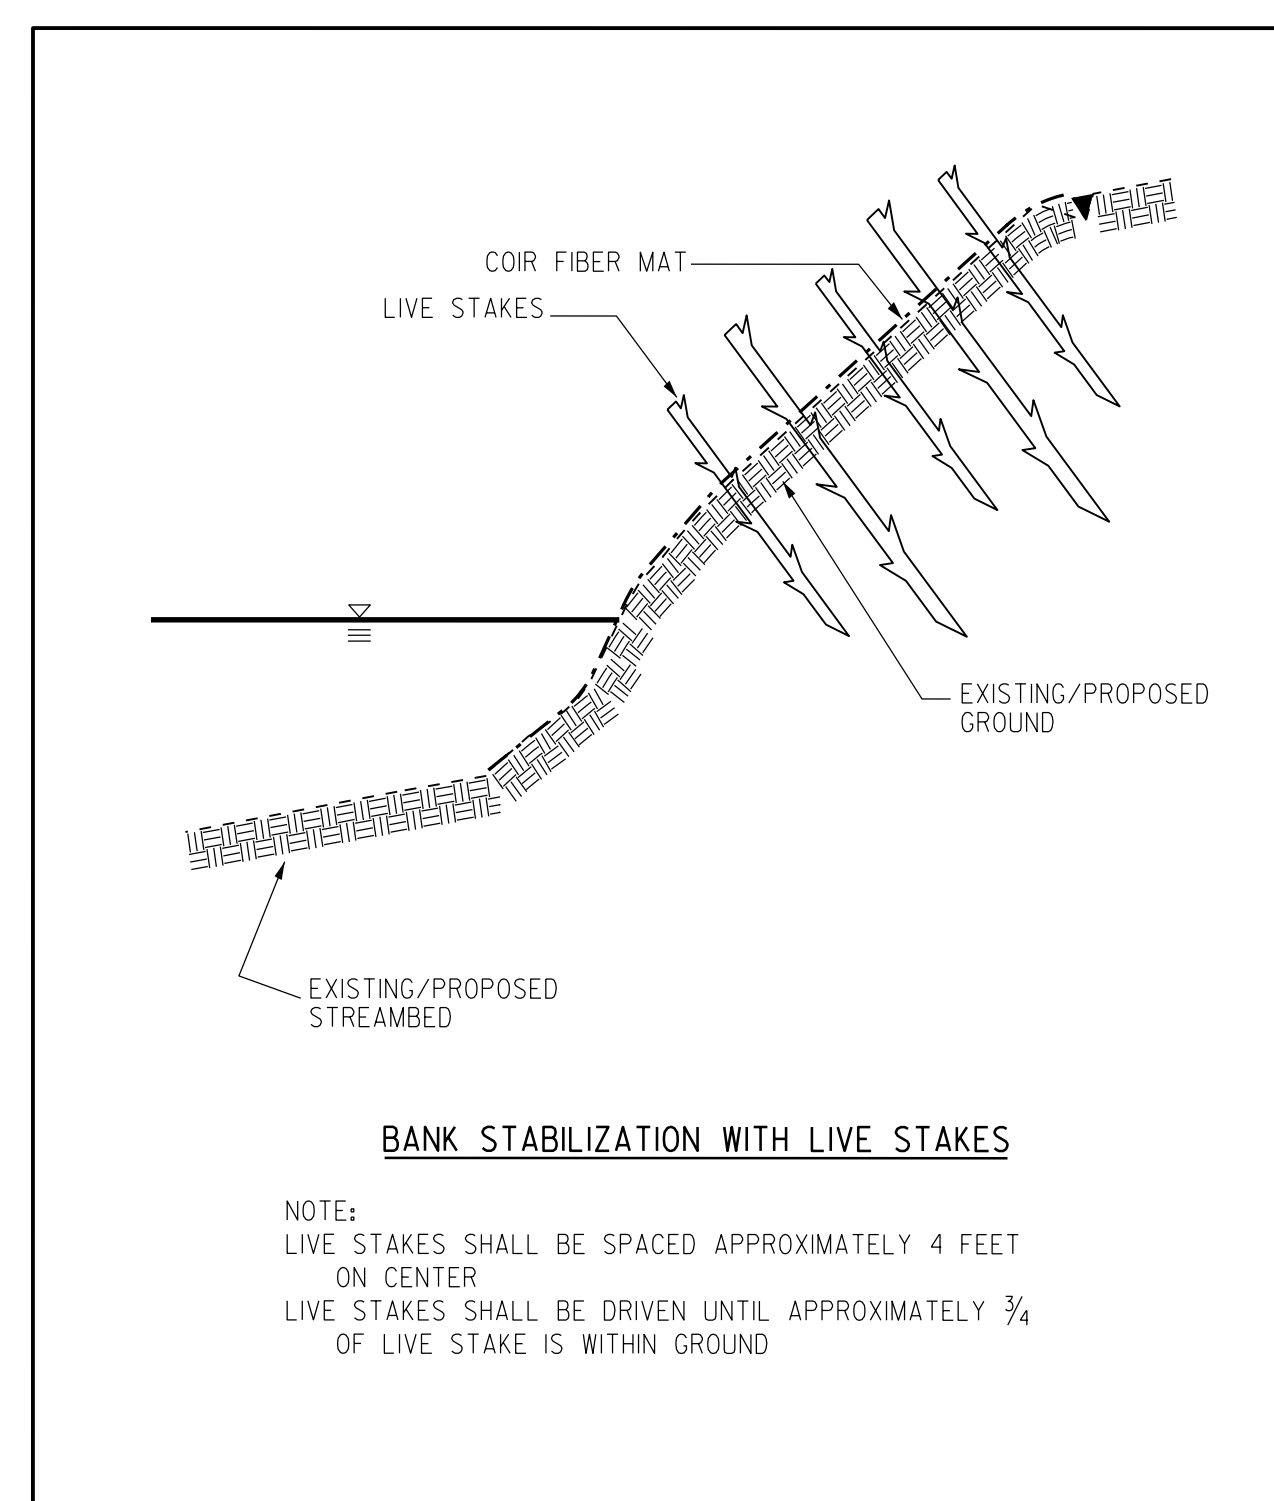 COIR FIBER MAT
LIVE STAKES
EXISTING/PROPOSED
GROUND
EXISTING/PROPOSED
STREAMBED
BANK STABILIZATION WITH LIVE STAKES
NOTE:
LIVE STAKES SHALL BE SPACED APPROXIMATELY 4 FEET
ON CENTER
LIVE STAKES SHALL BE DRIVEN UNTIL APPROXIMATELY ¾
OF LIVE STAKE IS WITHIN GROUND